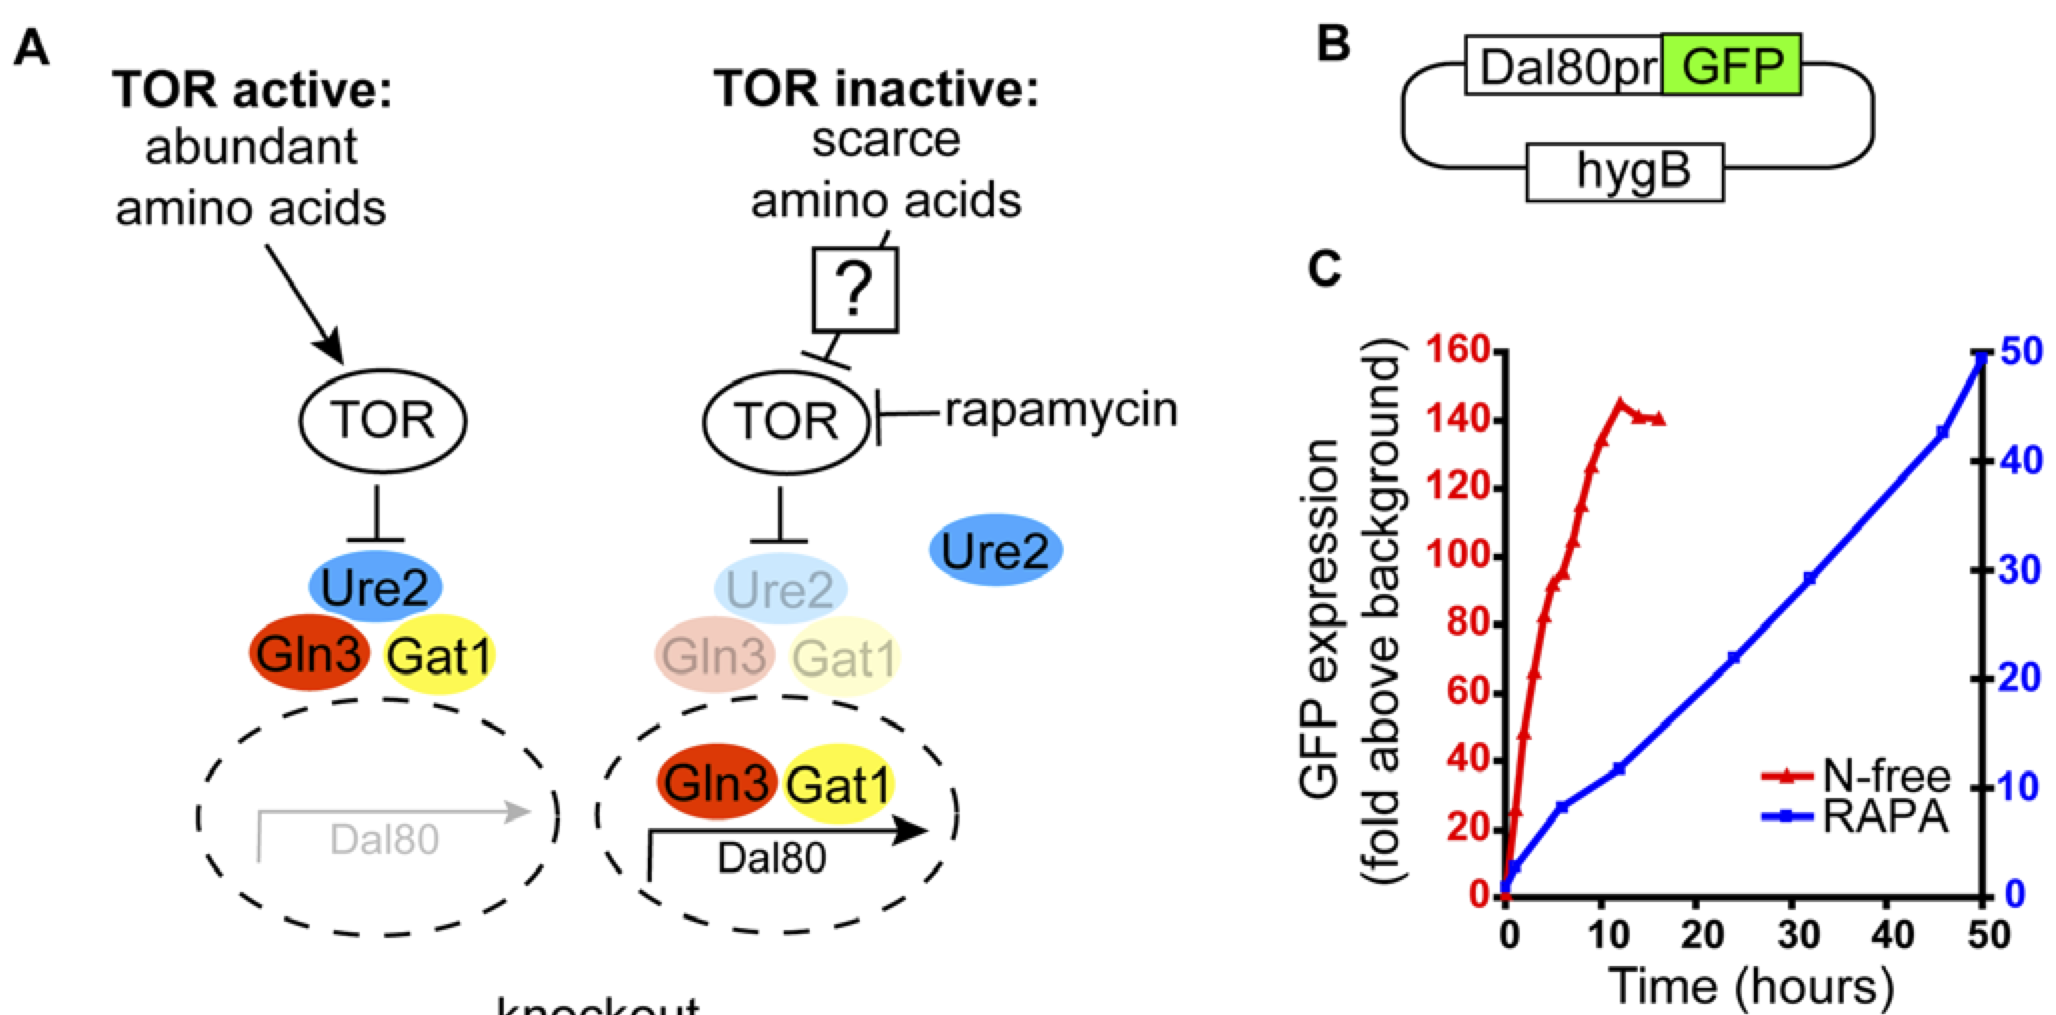 A
TOR active:
abundant
amino acids
TOR
Ure2
Gln3
Gat1
Dal80
TOR inactive:
scarce
amino acids
?
TOR
rapamycin
Ure2
Ure2
Gln3
Gat1
Gln3
Gat1
Dal80
knockout
B
Dal80pr
GFP
hygB
C
GFP expression
(fold above background)
160
140
120
100
80
60
40
20
0
50
40
30
20
10
0
N-free
RAPA
0
10
20
30
40
50
Time (hours)